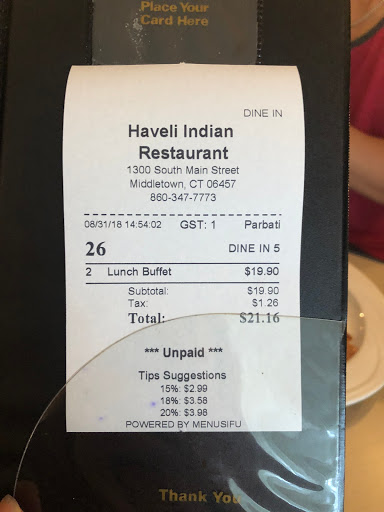 Place Your
Card Here
DINE IN
Haveli Indian
Restaurant
1300 South Main Street
Middletown, CT 06457
860-347-7773
08/31/18 14:54:02 GST: 1 Parbati
26 DINE IN 5
2 Lunch Buffet $19.90
Subtotal: $19.90
Tax: $1.26
Total: $21.16
*** Unpaid ***
Tips Suggestions
15%: $2.99
18%: $3.58
20%: $3.98
POWERED BY MENUSIFU
Thank You